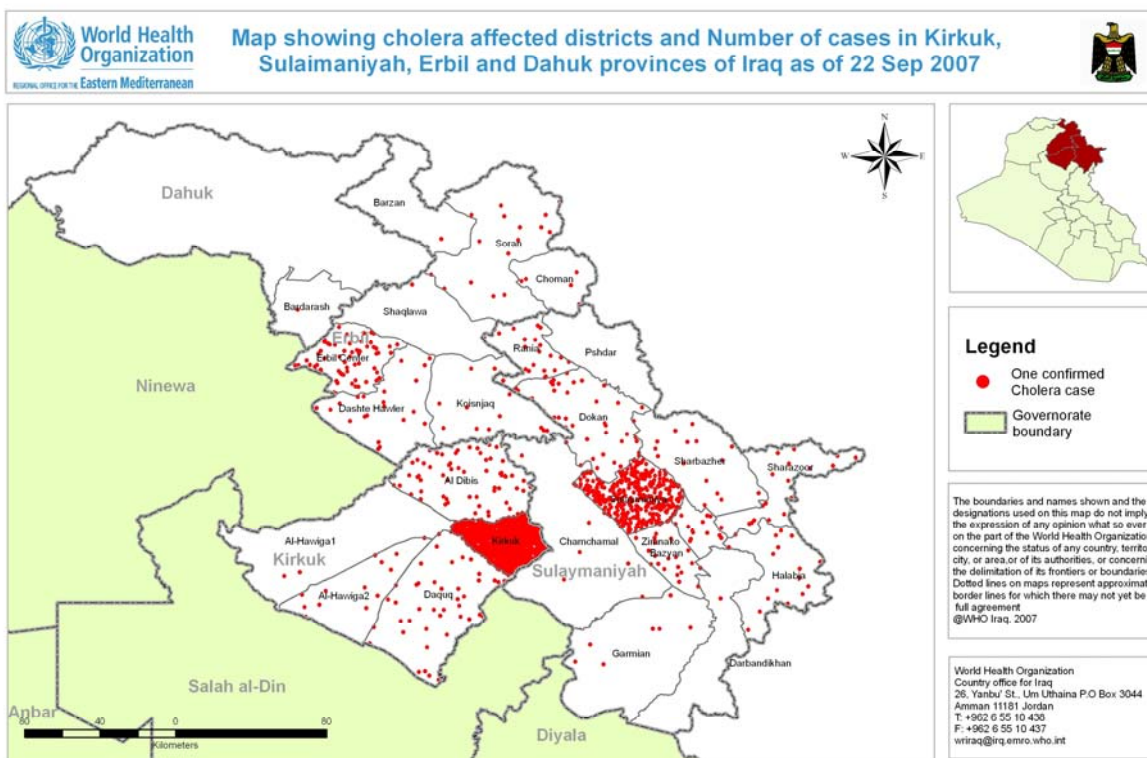 World Health
Organization
REGIONAL OFFICE FOR THE Eastern Mediterranean
Map showing cholera affected districts and Number of cases in Kirkuk,
Sulaimaniyah, Erbil and Dahuk provinces of Iraq as of 22 Sep 2007
N
W
E
S
Dahuk
Barzan
Soran
Choman
Bardarash
Shaqlawa
Erbil
Erbil Center
Rania
Pshdar
Ninewa
Dashte Hawler
Koisnjaq
Dokan
Sharbazher
Sharazoor
Al Dibis
Al-Hawiga1
Kirkuk
Kirkuk
Chamchamal
Bazyan
Sulaymaniyah
Halabja
Al-Hawiga2
Daquq
Garmian
Darbandikhan
Salah al-Din
Anbar
Diyala
80 40 0 80
Kilometers
Legend
One confirmed
Cholera case
Governorate
boundary
The boundaries and names shown and the
designations used on this map do not imply
the expression of any opinion what so ever
on the part of the World Health Organizatio
concerning the status of any country, territo
city, or area,or of its authorities, or concerni
the delimitation of its frontiers or boundarie
Dotted lines on maps represent approximat
border lines for which there may not yet be
full agreement
@WHO Iraq, 2007
World Health Organization
Country office for Iraq
26, Yanbu' St., Um Uthaina P.O Box 3044
Amman 11181 Jordan
T: +962 6 55 10 438
F: +962 6 55 10 437
wriraq@irq.emro.who.int